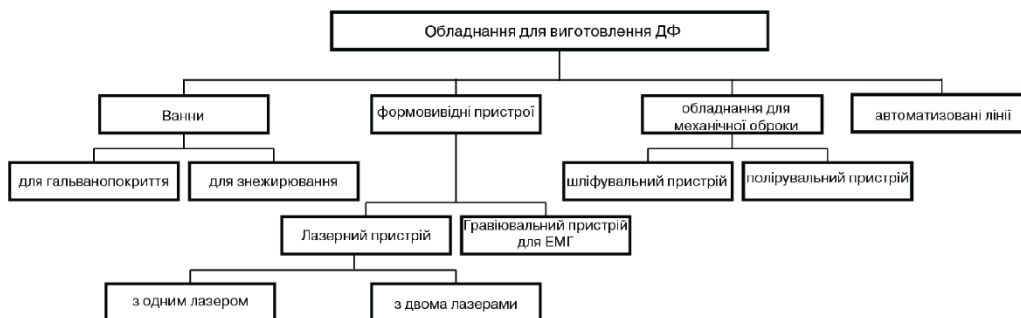 Обладнання для виготовлення ДФ
Ванни
формовивідні пристрої
обладнання для
механічної оброки
автоматизовані лінії
для гальванопокриття
для знежирювання
шліфувальний пристрій
полірувальний пристрій
Лазерний пристрій
Гравіювальний пристрій
для ЕМГ
з одним лазером
з двома лазерами